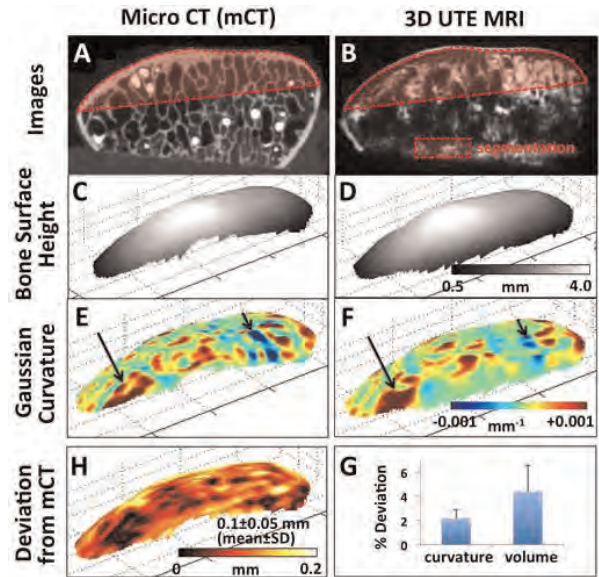 Micro CT (mCT)
3D UTE MRI
Images
A
B
segmentation
Bone Surface
Height
C
D
0.5 mm 4.0
Gaussian
Curvature
E
F
-0.001 mm⁻¹ +0.001
Deviation
from mCT
H
0.1±0.05 mm
(mean±SD)
0 mm 0.2
G
% Deviation
6
4
2
0
curvature volume